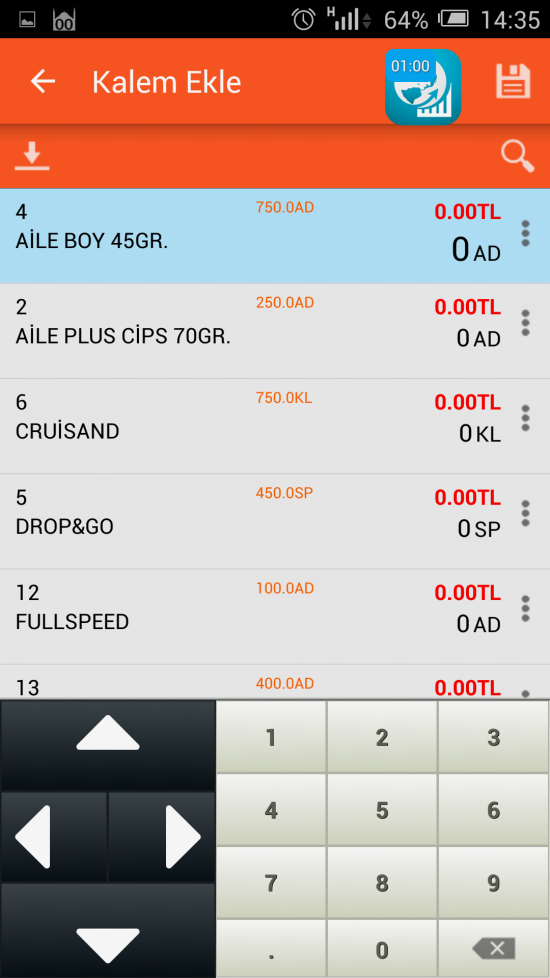 00
H
64%
14:35
Kalem Ekle
01:00
4
750.0AD
0.00TL
AİLE BOY 45GR.
0 AD
2
250.0AD
0.00TL
AİLE PLUS CİPS 70GR.
0 AD
6
750.0KL
0.00TL
CRUİSAND
0 KL
5
450.0SP
0.00TL
DROP&GO
0 SP
12
100.0AD
0.00TL
FULLSPEED
0 AD
13
400.0AD
0.00TL
1 2 3
4 5 6
7 8 9
. 0